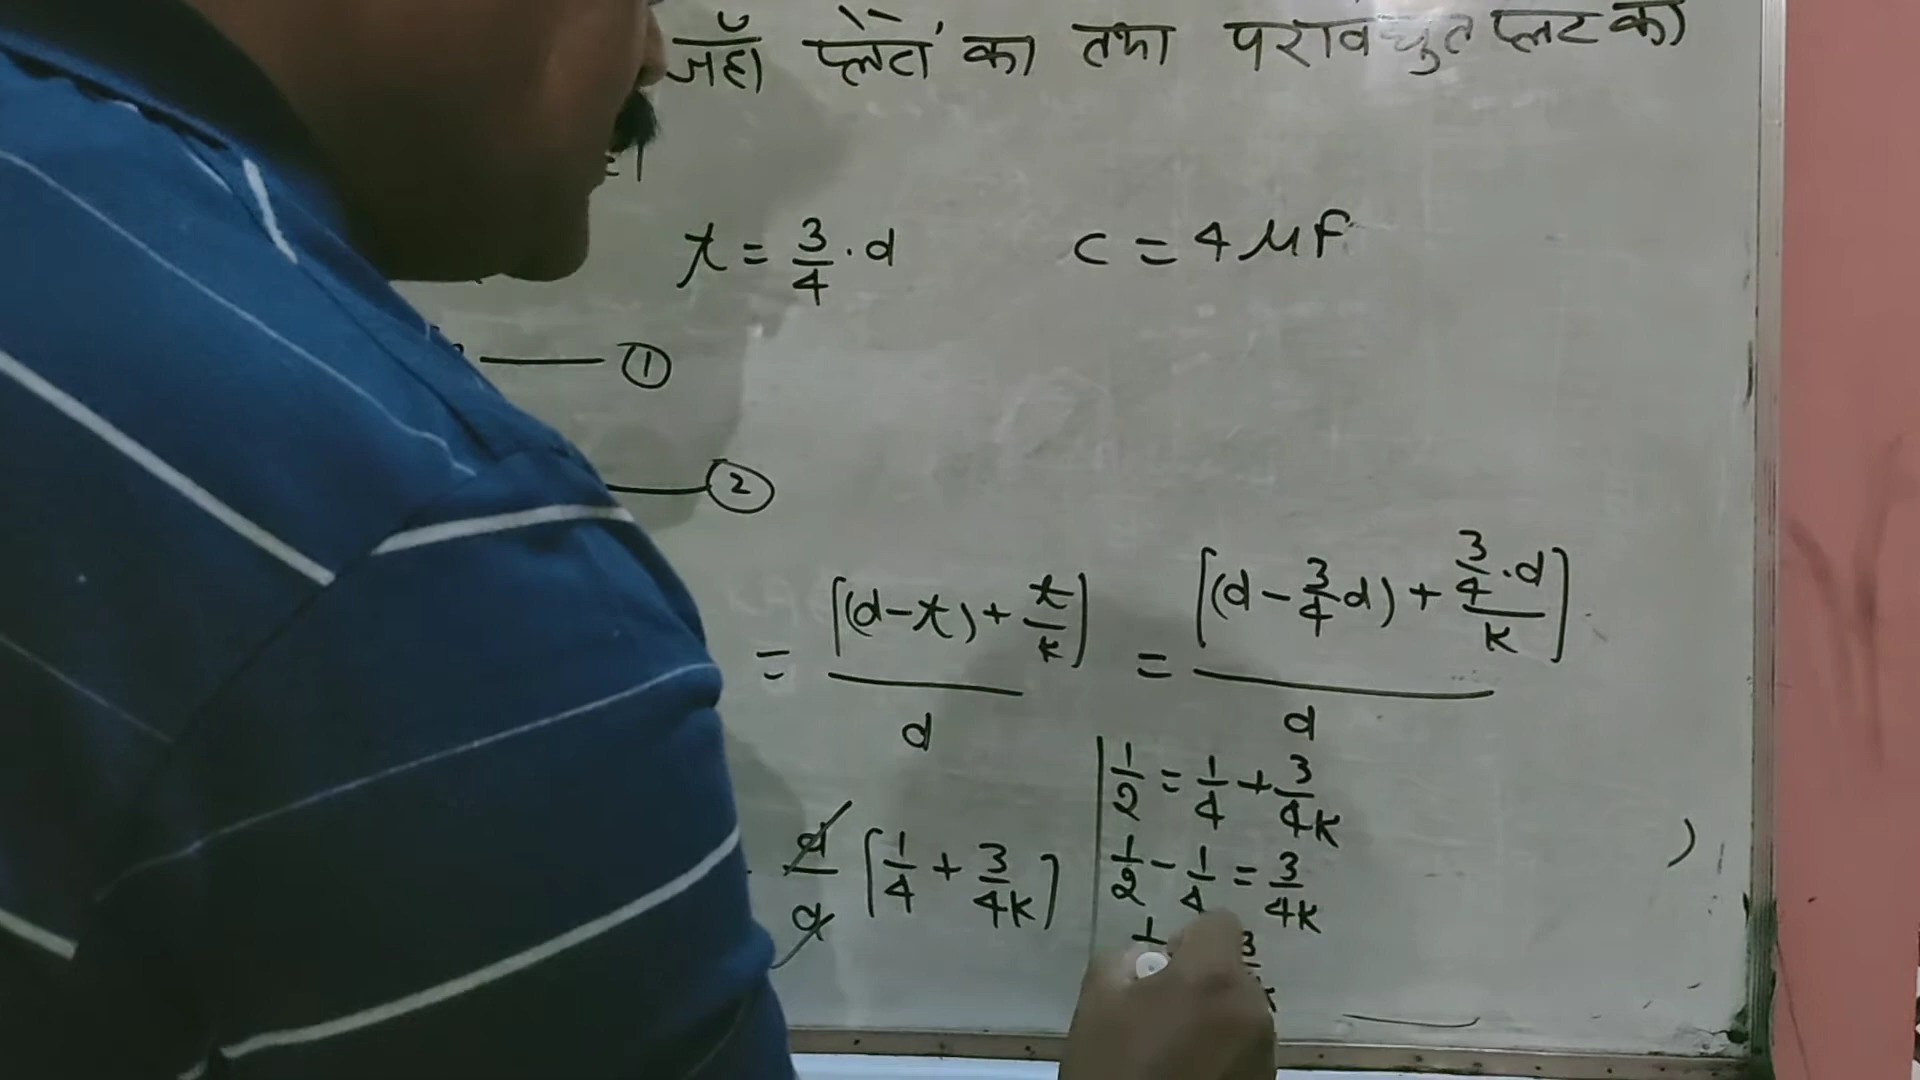 जहाँ प्लेटों का तथा परावैद्युत प्लेट का
t = 3/4 · d C = 4 μF
— ①
— ②
= [(d - t) + t/K] / d = [(d - 3/4 d) + (3/4 · d)/K] / d
1/2 = 1/4 + 3/4K
d/d [1/4 + 3/4K]
1/2 - 1/4 = 3/4K